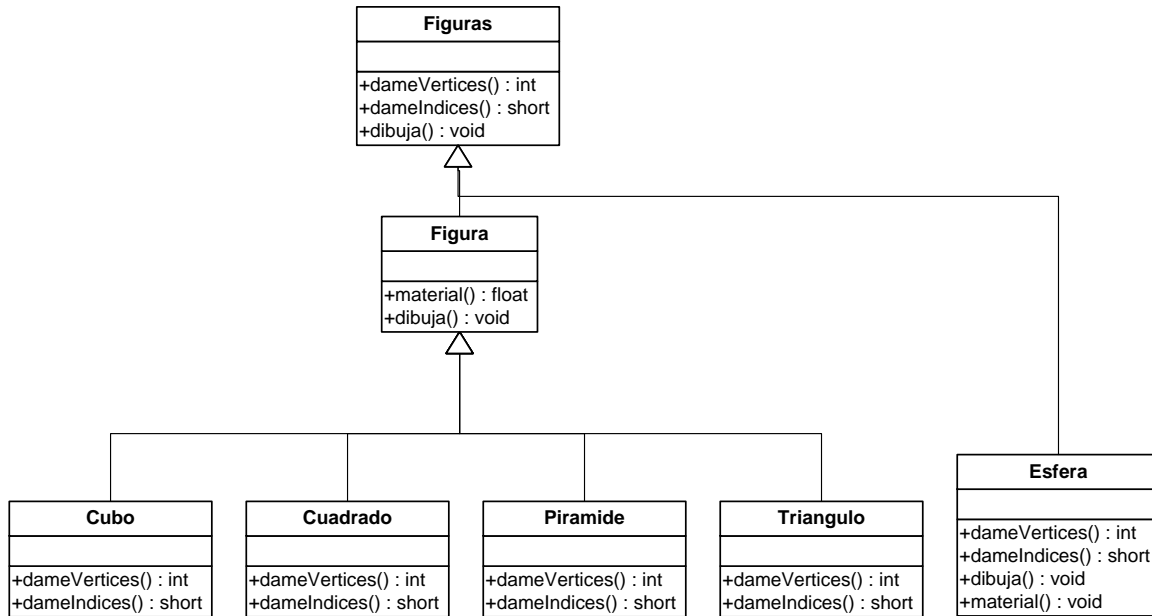 Figuras
+dameVertices() : int
+dameIndices() : short
+dibuja() : void
Figura
+material() : float
+dibuja() : void
Cubo
+dameVertices() : int
+dameIndices() : short
Cuadrado
+dameVertices() : int
+dameIndices() : short
Piramide
+dameVertices() : int
+dameIndices() : short
Triangulo
+dameVertices() : int
+dameIndices() : short
Esfera
+dameVertices() : int
+dameIndices() : short
+dibuja() : void
+material() : void